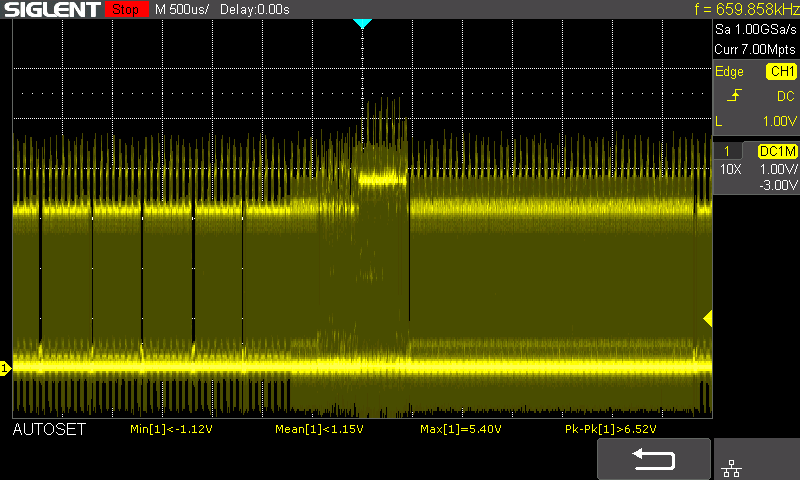 SIGLENT Stop M 500us/ Delay:0.00s f = 659.858kHz
Sa 1.00GSa/s
Curr 7.00Mpts
Edge CH1
DC
L 1.00V
1 DC1M
10X 1.00V/
-3.00V
1
AUTOSET Min[1]<-1.12V Mean[1]<1.15V Max[1]=5.40V Pk-Pk[1]>6.52V